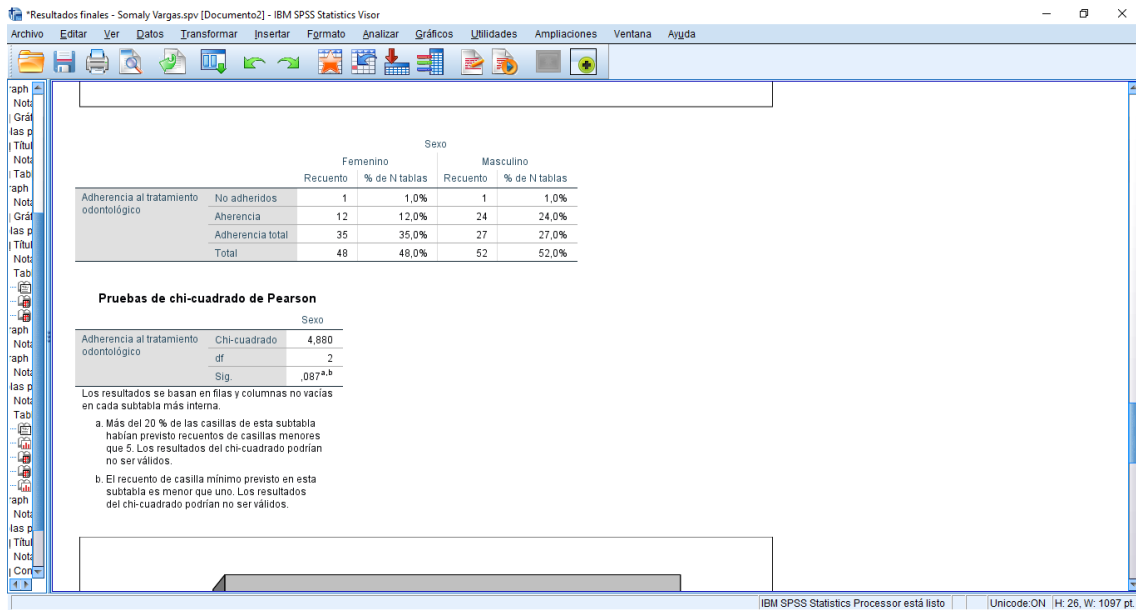 *Resultados finales - Somaly Vargas.spv [Documento2] - IBM SPSS Statistics Visor
Archivo Editar Ver Datos Transformar Insertar Formato Analizar Gráficos Utilidades Ampliaciones Ventana Ayuda
Sexo
Femenino Masculino
Recuento % de N tablas Recuento % de N tablas
Adherencia al tratamiento odontológico No adheridos 1 1,0% 1 1,0%
Aherencia 12 12,0% 24 24,0%
Adherencia total 35 35,0% 27 27,0%
Total 48 48,0% 52 52,0%
Pruebas de chi-cuadrado de Pearson
Sexo
Adherencia al tratamiento odontológico Chi-cuadrado 4,880
df 2
Sig. ,087a,b
Los resultados se basan en filas y columnas no vacías
en cada subtabla más interna.
a. Más del 20 % de las casillas de esta subtabla
habían previsto recuentos de casillas menores
que 5. Los resultados del chi-cuadrado podrían
no ser válidos.
b. El recuento de casilla mínimo previsto en esta
subtabla es menor que uno. Los resultados
del chi-cuadrado podrían no ser válidos.
IBM SPSS Statistics Processor está listo Unicode:ON H: 26, W: 1097 pt.